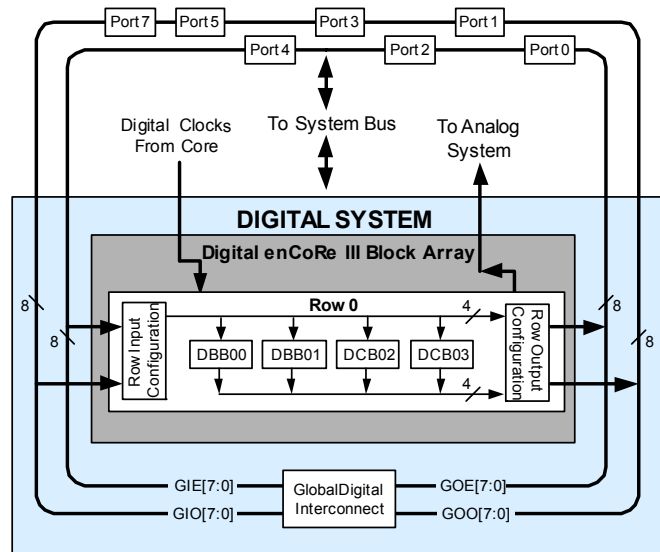 Port 7
Port 5
Port 3
Port 1
Port 4
Port 2
Port 0
Digital Clocks
From Core
To System Bus
To Analog
System
DIGITAL SYSTEM
Digital enCoRe III Block Array
Row 0
4
8
8
8
8
Row Input
Configuration
DBB00
DBB01
DCB02
DCB03
4
Row Output
Configuration
GIE[7:0]
GIO[7:0]
GlobalDigital
Interconnect
GOE[7:0]
GOO[7:0]